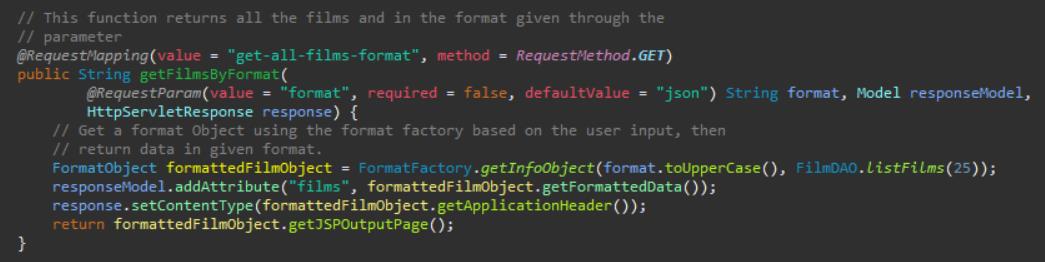 // This function returns all the films and in the format given through the
// parameter
@RequestMapping(value = "get-all-films-format", method = RequestMethod.GET)
public String getFilmsByFormat(
@RequestParam(value = "format", required = false, defaultValue = "json") String format, Model responseModel,
HttpServletResponse response) {
// Get a format Object using the format factory based on the user input, then
// return data in given format.
FormatObject formattedFilmObject = FormatFactory.getInfoObject(format.toUpperCase(), FilmDAO.listFilms(25));
responseModel.addAttribute("films", formattedFilmObject.getFormattedData());
response.setContentType(formattedFilmObject.getApplicationHeader());
return formattedFilmObject.getJSPOutputPage();
}